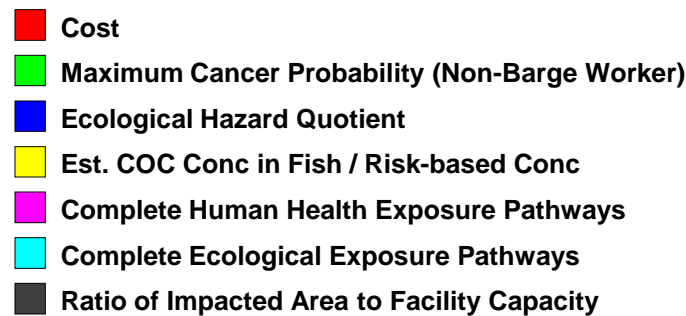 Cost
Maximum Cancer Probability (Non-Barge Worker)
Ecological Hazard Quotient
Est. COC Conc in Fish / Risk-based Conc
Complete Human Health Exposure Pathways
Complete Ecological Exposure Pathways
Ratio of Impacted Area to Facility Capacity